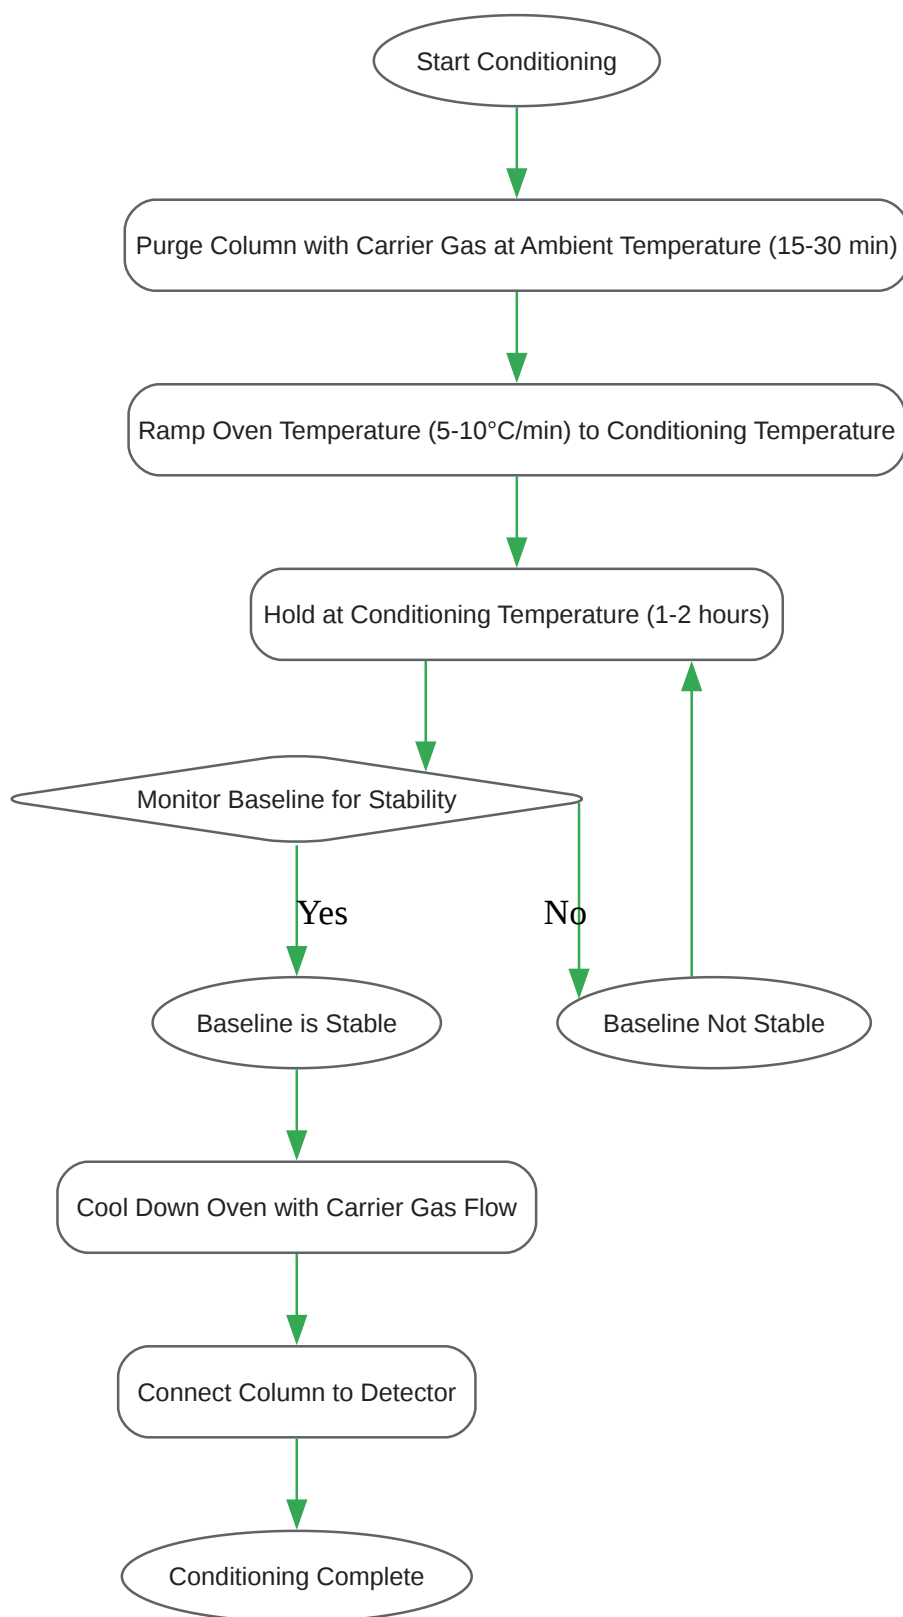 Start Conditioning
Purge Column with Carrier Gas at Ambient Temperature (15-30 min)
Ramp Oven Temperature (5-10°C/min) to Conditioning Temperature
Hold at Conditioning Temperature (1-2 hours)
Monitor Baseline for Stability
Yes
No
Baseline is Stable
Baseline Not Stable
Cool Down Oven with Carrier Gas Flow
Connect Column to Detector
Conditioning Complete